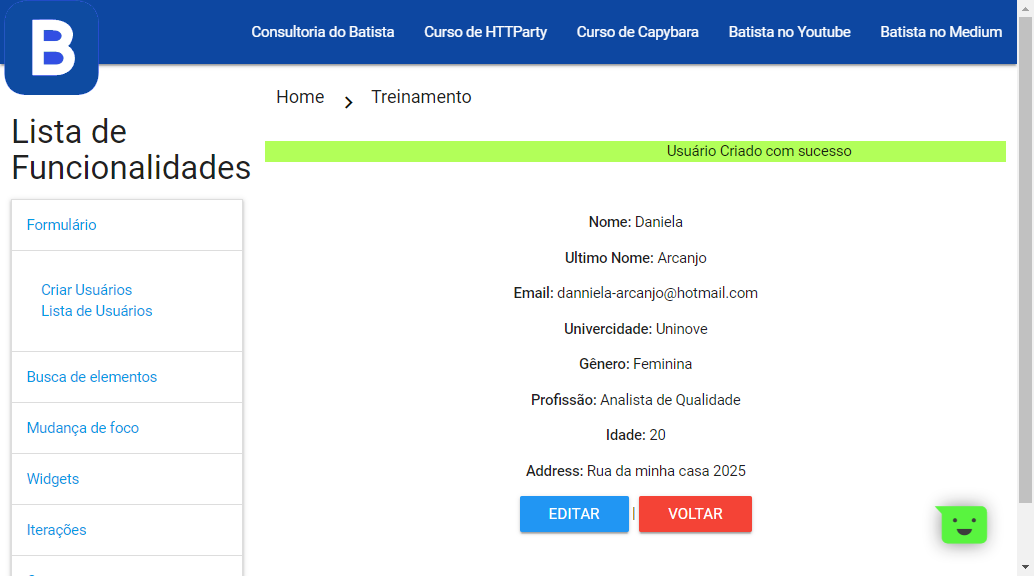 B
Consultoria do Batista
Curso de HTTParty
Curso de Capybara
Batista no Youtube
Batista no Medium
Home
Treinamento
Lista de
Funcionalidades
Formulário
Criar Usuários
Lista de Usuários
Busca de elementos
Mudança de foco
Widgets
Iterações
Usuário Criado com sucesso
Nome: Daniela
Ultimo Nome: Arcanjo
Email: danniela-arcanjo@hotmail.com
Univercidade: Uninove
Gênero: Feminina
Profissão: Analista de Qualidade
Idade: 20
Address: Rua da minha casa 2025
EDITAR | VOLTAR